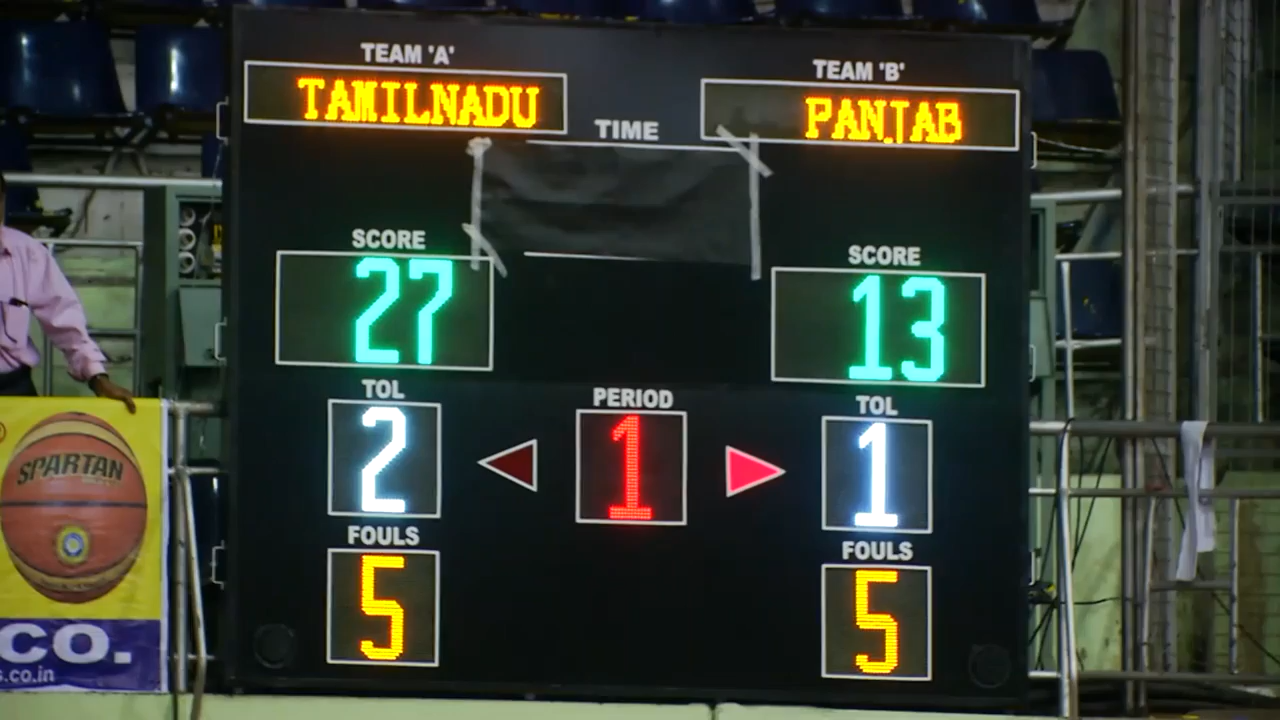 TEAM 'A'
TEAM 'B'
TAMILNADU
PANJAB
TIME
SCORE
SCORE
27
13
TOL
PERIOD
TOL
2
1
1
FOULS
FOULS
5
5
SPARTAN
CO.
s.co.in